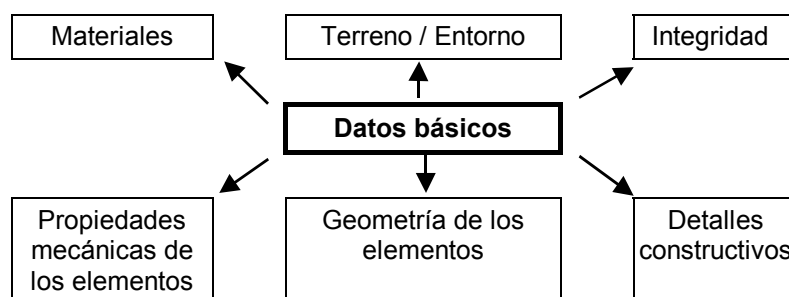 Materiales
Terreno / Entorno
Integridad
Datos básicos
Propiedades
mecánicas de
los elementos
Geometría de los
elementos
Detalles
constructivos